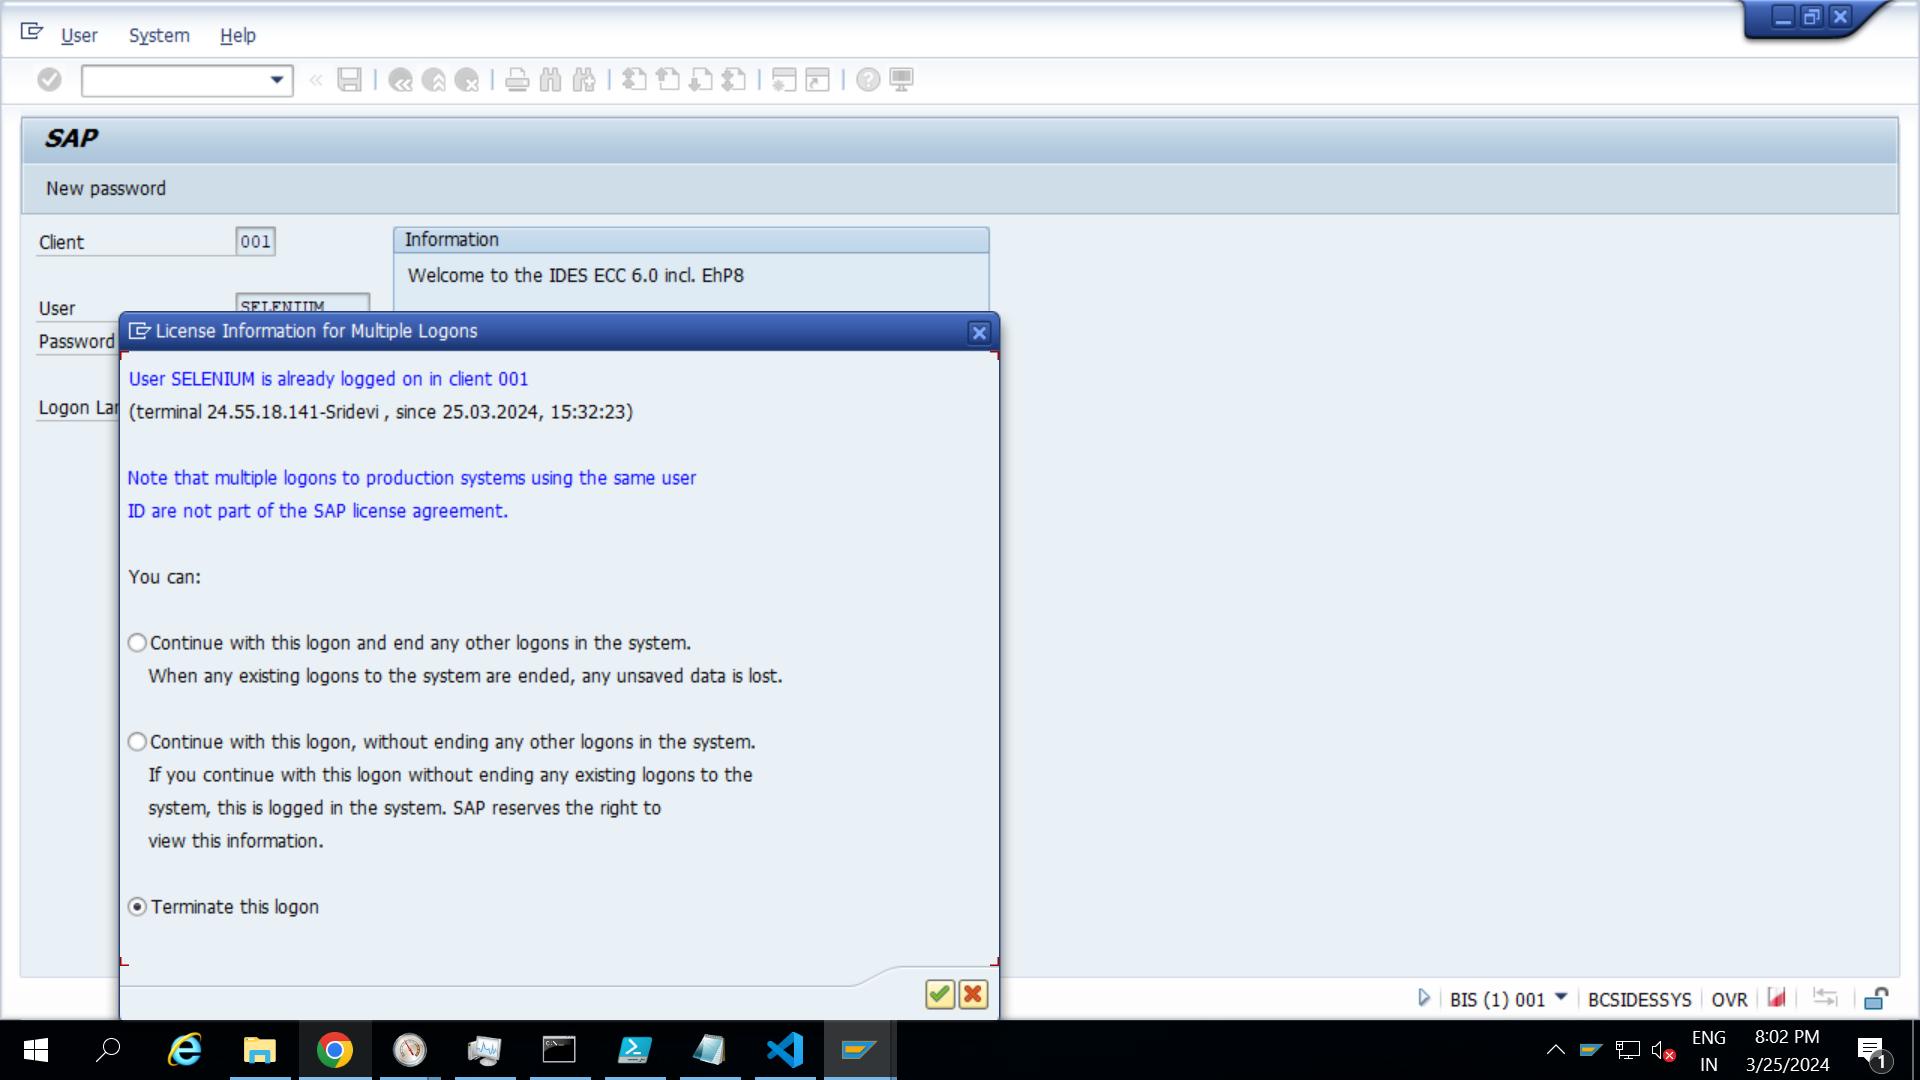 User System Help
SAP
New password
Client 001
Information
Welcome to the IDES ECC 6.0 incl. EhP8
User SELENIUM
Password
License Information for Multiple Logons
User SELENIUM is already logged on in client 001
Logon Lan
(terminal 24.55.18.141-Sridevi , since 25.03.2024, 15:32:23)
Note that multiple logons to production systems using the same user
ID are not part of the SAP license agreement.
You can:
Continue with this logon and end any other logons in the system.
When any existing logons to the system are ended, any unsaved data is lost.
Continue with this logon, without ending any other logons in the system.
If you continue with this logon without ending any existing logons to the
system, this is logged in the system. SAP reserves the right to
view this information.
Terminate this logon
BIS (1) 001 BCSIDESSYS OVR
ENG 8:02 PM
IN 3/25/2024 1